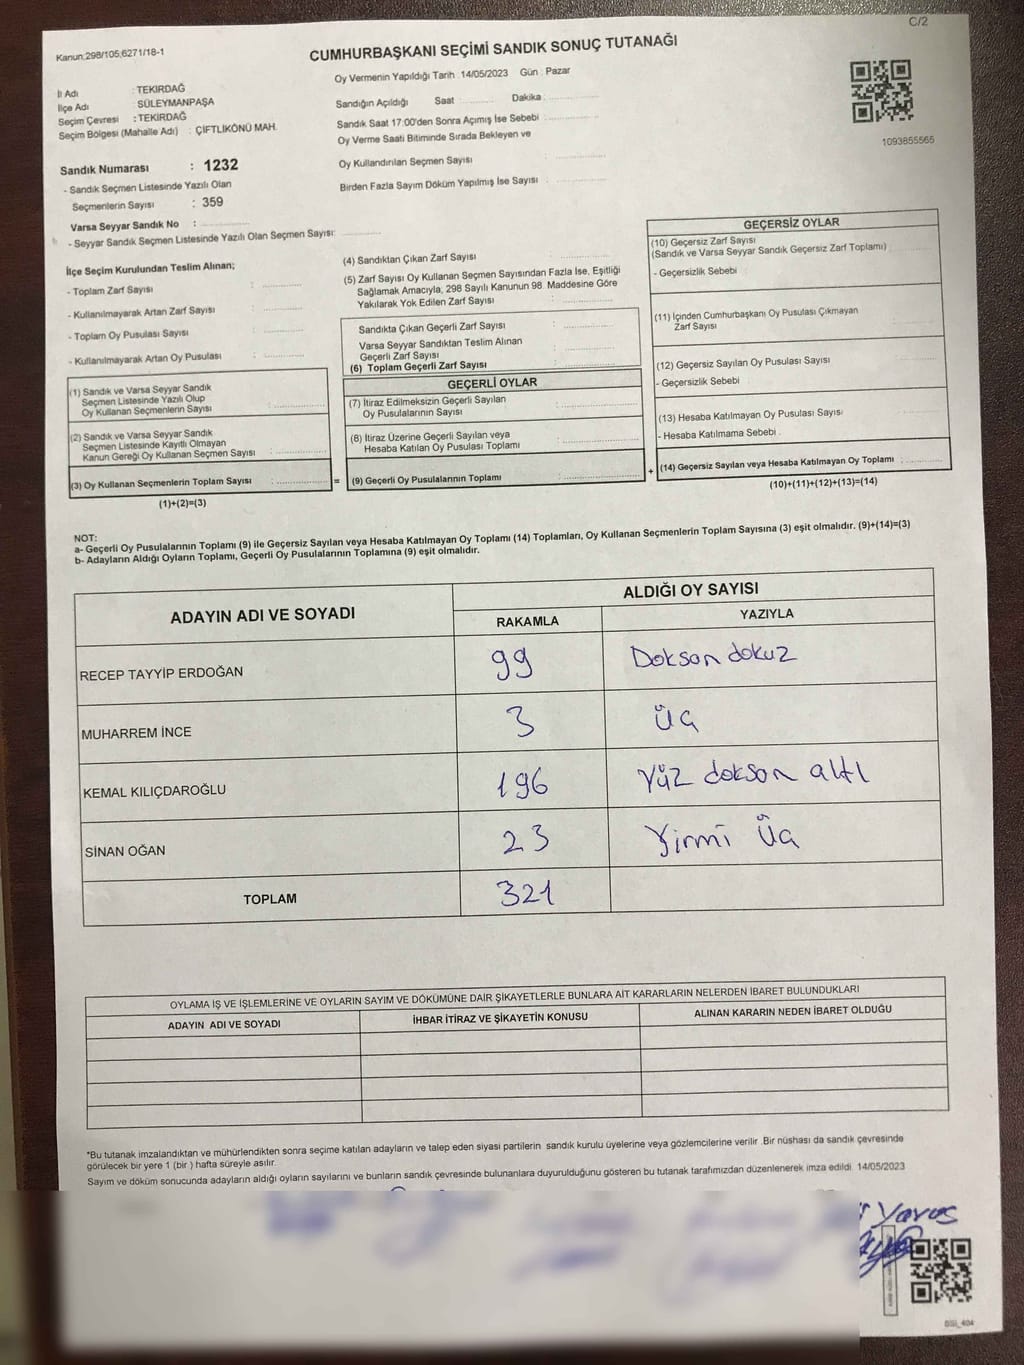 C/2
Kanun:298/105;6271/18-1
CUMHURBAŞKANI SEÇİMİ SANDIK SONUÇ TUTANAĞI
Oy Vermenin Yapıldığı Tarih : 14/05/2023 Gün : Pazar
İl Adı : TEKİRDAĞ
İlçe Adı : SÜLEYMANPAŞA
Seçim Çevresi : TEKİRDAĞ
Seçim Bölgesi (Mahalle Adı) : ÇİFTLİKÖNÜ MAH.
Sandığın Açıldığı Saat Dakika :
Sandık Saat 17:00'den Sonra Açımış İse Sebebi :
Oy Verme Saati Bitiminde Sırada Bekleyen ve
Oy Kullandırılan Seçmen Sayısı :
Birden Fazla Sayım Döküm Yapılmış İse Sayısı :
1093855565
Sandık Numarası : 1232
- Sandık Seçmen Listesinde Yazılı Olan
Seçmenlerin Sayısı : 359
Varsa Seyyar Sandık No :
- Seyyar Sandık Seçmen Listesinde Yazılı Olan Seçmen Sayısı:
İlçe Seçim Kurulundan Teslim Alınan;
- Toplam Zarf Sayısı :
- Kullanılmayarak Artan Zarf Sayısı :
- Toplam Oy Pusulası Sayısı :
- Kullanılmayarak Artan Oy Pusulası :
(1) Sandık ve Varsa Seyyar Sandık
Seçmen Listesinde Yazılı Olup
Oy Kullanan Seçmenlerin Sayısı :
(2) Sandık ve Varsa Seyyar Sandık
Seçmen Listesinde Kayıtlı Olmayan
Kanun Gereği Oy Kullanan Seçmen Sayısı :
(3) Oy Kullanan Seçmenlerin Toplam Sayısı : =
(1)+(2)=(3)
(4) Sandıktan Çıkan Zarf Sayısı :
(5) Zarf Sayısı Oy Kullanan Seçmen Sayısından Fazla İse, Eşitliği
Sağlamak Amacıyla, 298 Sayılı Kanunun 98. Maddesine Göre
Yakılarak Yok Edilen Zarf Sayısı :
Sandıkta Çıkan Geçerli Zarf Sayısı :
Varsa Seyyar Sandıktan Teslim Alınan
Geçerli Zarf Sayısı :
(6) Toplam Geçerli Zarf Sayısı :
GEÇERLİ OYLAR
(7) İtiraz Edilmeksizin Geçerli Sayılan
Oy Pusulalarının Sayısı :
(8) İtiraz Üzerine Geçerli Sayılan veya
Hesaba Katılan Oy Pusulası Toplamı :
(9) Geçerli Oy Pusulalarının Toplamı : +
GEÇERSİZ OYLAR
(10) Geçersiz Zarf Sayısı
(Sandık ve Varsa Seyyar Sandık Geçersiz Zarf Toplamı) :
- Geçersizlik Sebebi :
(11) İçinden Cumhurbaşkanı Oy Pusulası Çıkmayan
Zarf Sayısı :
(12) Geçersiz Sayılan Oy Pusulası Sayısı :
- Geçersizlik Sebebi :
(13) Hesaba Katılmayan Oy Pusulası Sayısı :
- Hesaba Katılmama Sebebi :
(14) Geçersiz Sayılan veya Hesaba Katılmayan Oy Toplamı :
(10)+(11)+(12)+(13)=(14)
NOT:
a- Geçerli Oy Pusulalarının Toplamı (9) ile Geçersiz Sayılan veya Hesaba Katılmayan Oy Toplamı (14) Toplamları, Oy Kullanan Seçmenlerin Toplam Sayısına (3) eşit olmalıdır. (9)+(14)=(3)
b- Adayların Aldığı Oyların Toplamı, Geçerli Oy Pusulalarının Toplamına (9) eşit olmalıdır.
ADAYIN ADI VE SOYADI
ALDIĞI OY SAYISI
RAKAMLA YAZIYLA
RECEP TAYYİP ERDOĞAN 99 Doksan dokuz
MUHARREM İNCE 3 üç
KEMAL KILIÇDAROĞLU 196 Yüz doksan altı
SİNAN OĞAN 23 Yirmi üç
TOPLAM 321
OYLAMA İŞ VE İŞLEMLERİNE VE OYLARIN SAYIM VE DÖKÜMÜNE DAİR ŞİKAYETLERLE BUNLARA AİT KARARLARIN NELERDEN İBARET BULUNDUKLARI
ADAYIN ADI VE SOYADI İHBAR İTİRAZ VE ŞİKAYETİN KONUSU ALINAN KARARIN NEDEN İBARET OLDUĞU
*Bu tutanak imzalandıktan ve mühürlendikten sonra seçime katılan adayların ve talep eden siyasi partilerin sandık kurulu üyelerine veya gözlemcilerine verilir. Bir nüshası da sandık çevresinde
görülecek bir yere 1 (bir ) hafta süreyle asılır.
Sayım ve döküm sonucunda adayların aldığı oyların sayılarını ve bunların sandık çevresinde bulunanlara duyurulduğunu gösteren bu tutanak tarafımızdan düzenlenerek imza edildi. 14/05/2023